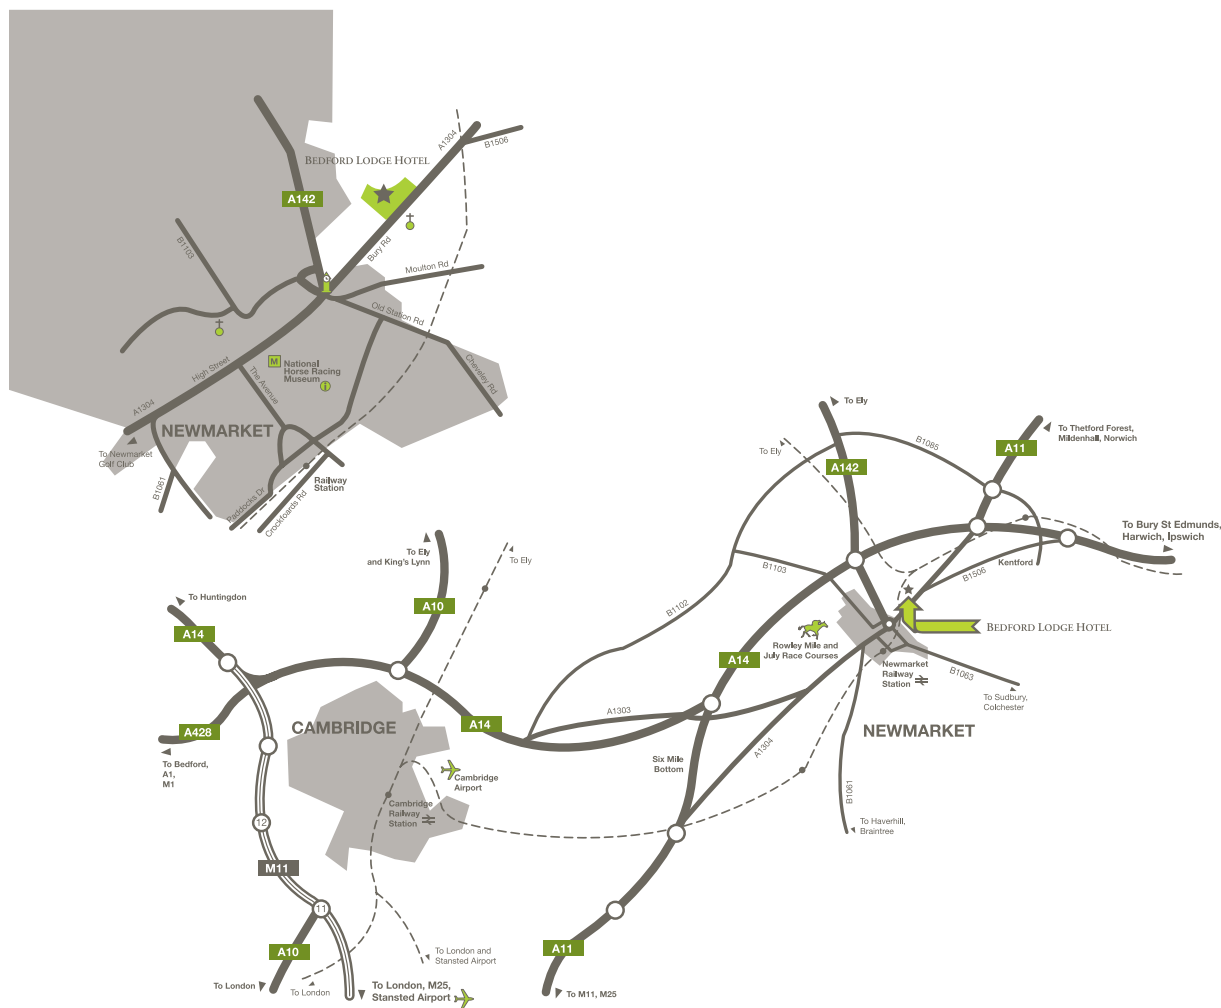 A1304
B1506
BEDFORD LODGE HOTEL
A142
B1103
Bury Rd
Moulton Rd
Old Station Rd
High Street
M
National
Horse Racing
Museum
i
The Avenue
Cheveley Rd
A1304
NEWMARKET
To Newmarket
Golf Club
B1061
Railway
Station
Paddocks Dr
Crockfoards Rd
To Ely
To Ely
A142
B1085
A11
To Thetford Forest,
Mildenhall, Norwich
To Bury St Edmunds,
Harwich, Ipswich
Kentford
B1506
B1103
B1102
BEDFORD LODGE HOTEL
Rowley Mile and
July Race Courses
A14
Newmarket
Railway
Station
B1063
To Sudbury,
Colchester
NEWMARKET
To Ely
and King's Lynn
To Ely
A10
To Huntingdon
A14
A428
To Bedford,
A1,
M1
CAMBRIDGE
A14
A1303
Six Mile
Bottom
A1304
B1061
To Haverhill,
Braintree
Cambridge
Airport
Cambridge
Railway
Station
12
M11
11
A10
To London
To London
To London and
Stansted Airport
To London, M25,
Stansted Airport
A11
To M11, M25